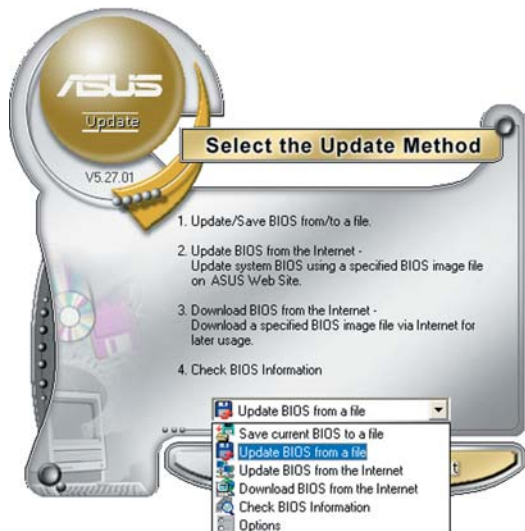 ASUS
Update
V5.27.01
Select the Update Method
1. Update/Save BIOS from/to a file.
2. Update BIOS from the Internet -
Update system BIOS using a specified BIOS image file
on ASUS Web Site.
3. Download BIOS from the Internet -
Download a specified BIOS image file via Internet for
later usage.
4. Check BIOS Information
Update BIOS from a file
Save current BIOS to a file
Update BIOS from a file
Update BIOS from the Internet
Download BIOS from the Internet
Check BIOS Information
Options